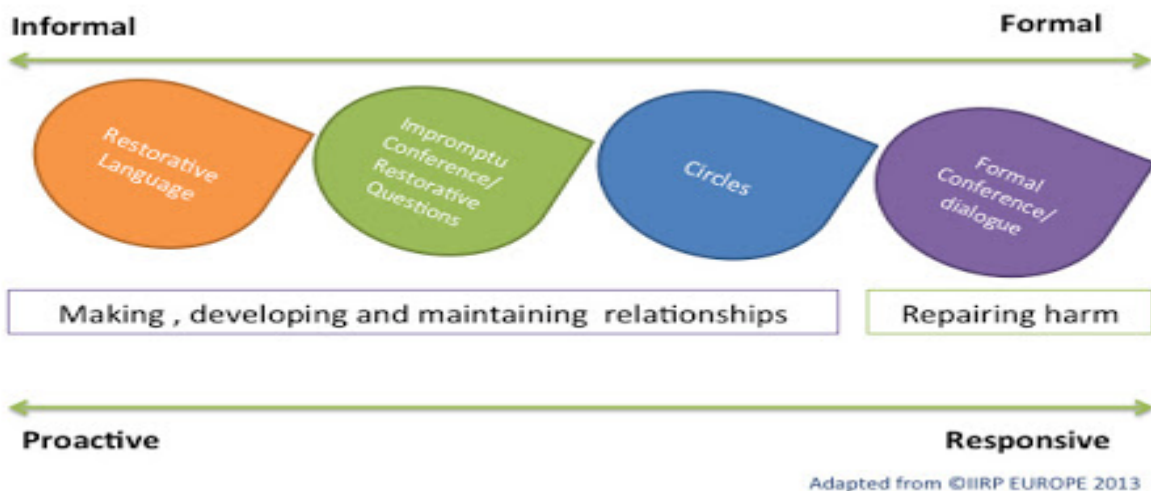 Informal
Formal
Restorative
Language
Impromptu
Conference/
Restorative
Questions
Circles
Formal
Conference/
dialogue
Making , developing and maintaining relationships
Repairing harm
Proactive
Responsive
Adapted from ©IIRP EUROPE 2013